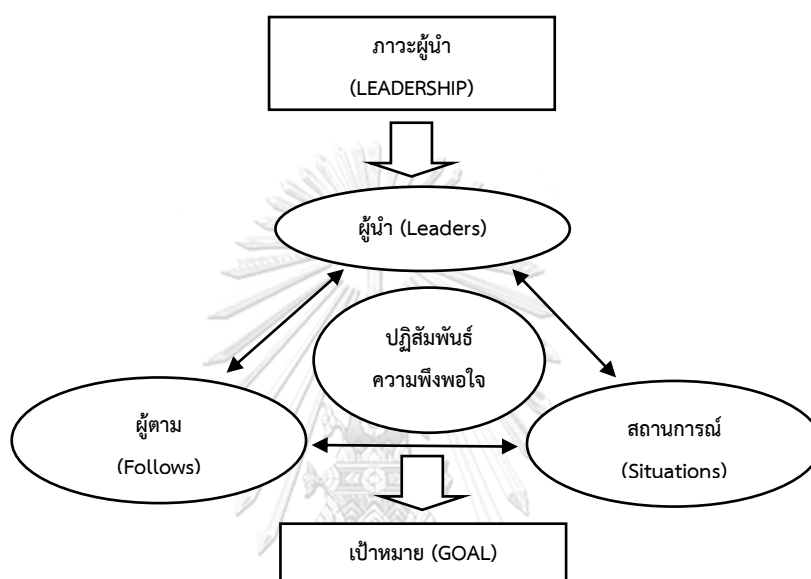 ภาวะผู้นำ
(LEADERSHIP)
ผู้นำ (Leaders)
ปฏิสัมพันธ์
ความพึงพอใจ
ผู้ตาม
(Follows)
สถานการณ์
(Situations)
เป้าหมาย (GOAL)